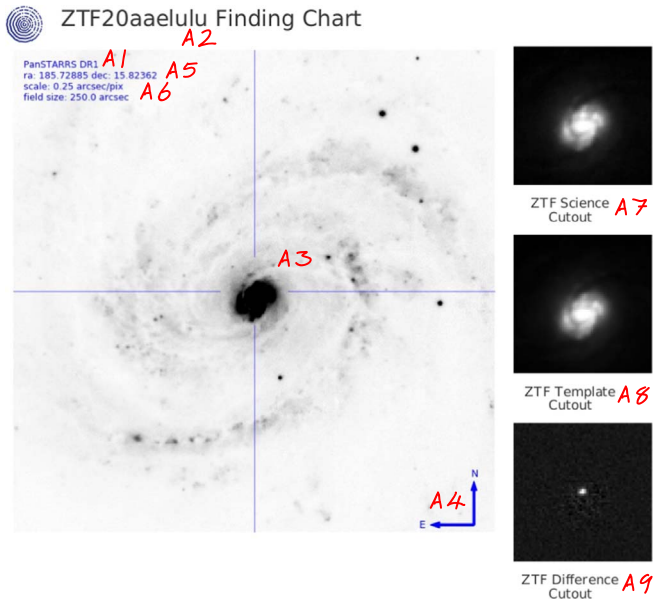 ZTF20aaelulu Finding Chart
A2
PanSTARRS DR1 A1
ra: 185.72885 dec: 15.82362 A5
scale: 0.25 arcsec/pix
field size: 250.0 arcsec A6
A3
N
A4
E
ZTF Science
Cutout
A7
ZTF Template
Cutout
A8
ZTF Difference
Cutout
A9